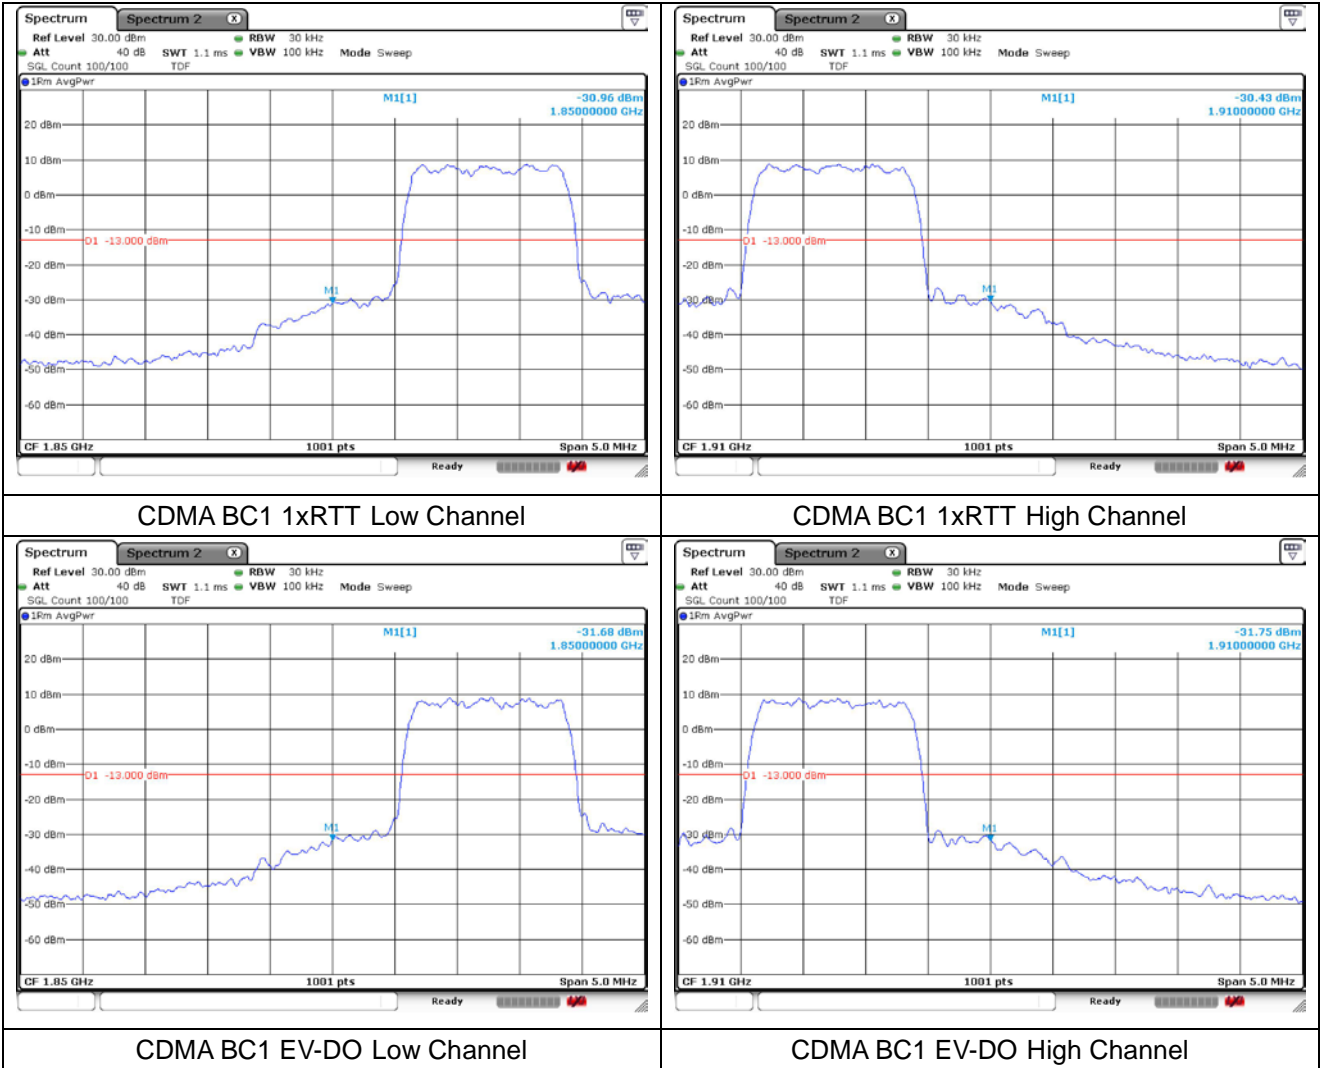 Spectrum Spectrum 2 X
Ref Level 30.00 dBm RBW 30 kHz
Att 40 dB SWT 1.1 ms VBW 100 kHz Mode Sweep
SGL Count 100/100 TDF
1Rm AvgPwr
M1[1] -30.96 dBm
1.85000000 GHz
20 dBm
10 dBm
0 dBm
-10 dBm
D1 -13.000 dBm
-20 dBm
M1
-30 dBm
-40 dBm
-50 dBm
-60 dBm
CF 1.85 GHz 1001 pts Span 5.0 MHz
Ready
CDMA BC1 1xRTT Low Channel
Spectrum Spectrum 2 X
Ref Level 30.00 dBm RBW 30 kHz
Att 40 dB SWT 1.1 ms VBW 100 kHz Mode Sweep
SGL Count 100/100 TDF
1Rm AvgPwr
M1[1] -30.43 dBm
1.91000000 GHz
20 dBm
10 dBm
0 dBm
-10 dBm
D1 -13.000 dBm
-20 dBm
M1
-30 dBm
-40 dBm
-50 dBm
-60 dBm
CF 1.91 GHz 1001 pts Span 5.0 MHz
Ready
CDMA BC1 1xRTT High Channel
Spectrum Spectrum 2 X
Ref Level 30.00 dBm RBW 30 kHz
Att 40 dB SWT 1.1 ms VBW 100 kHz Mode Sweep
SGL Count 100/100 TDF
1Rm AvgPwr
M1[1] -31.68 dBm
1.85000000 GHz
20 dBm
10 dBm
0 dBm
-10 dBm
D1 -13.000 dBm
-20 dBm
M1
-30 dBm
-40 dBm
-50 dBm
-60 dBm
CF 1.85 GHz 1001 pts Span 5.0 MHz
Ready
CDMA BC1 EV-DO Low Channel
Spectrum Spectrum 2 X
Ref Level 30.00 dBm RBW 30 kHz
Att 40 dB SWT 1.1 ms VBW 100 kHz Mode Sweep
SGL Count 100/100 TDF
1Rm AvgPwr
M1[1] -31.75 dBm
1.91000000 GHz
20 dBm
10 dBm
0 dBm
-10 dBm
D1 -13.000 dBm
-20 dBm
M1
-30 dBm
-40 dBm
-50 dBm
-60 dBm
CF 1.91 GHz 1001 pts Span 5.0 MHz
Ready
CDMA BC1 EV-DO High Channel